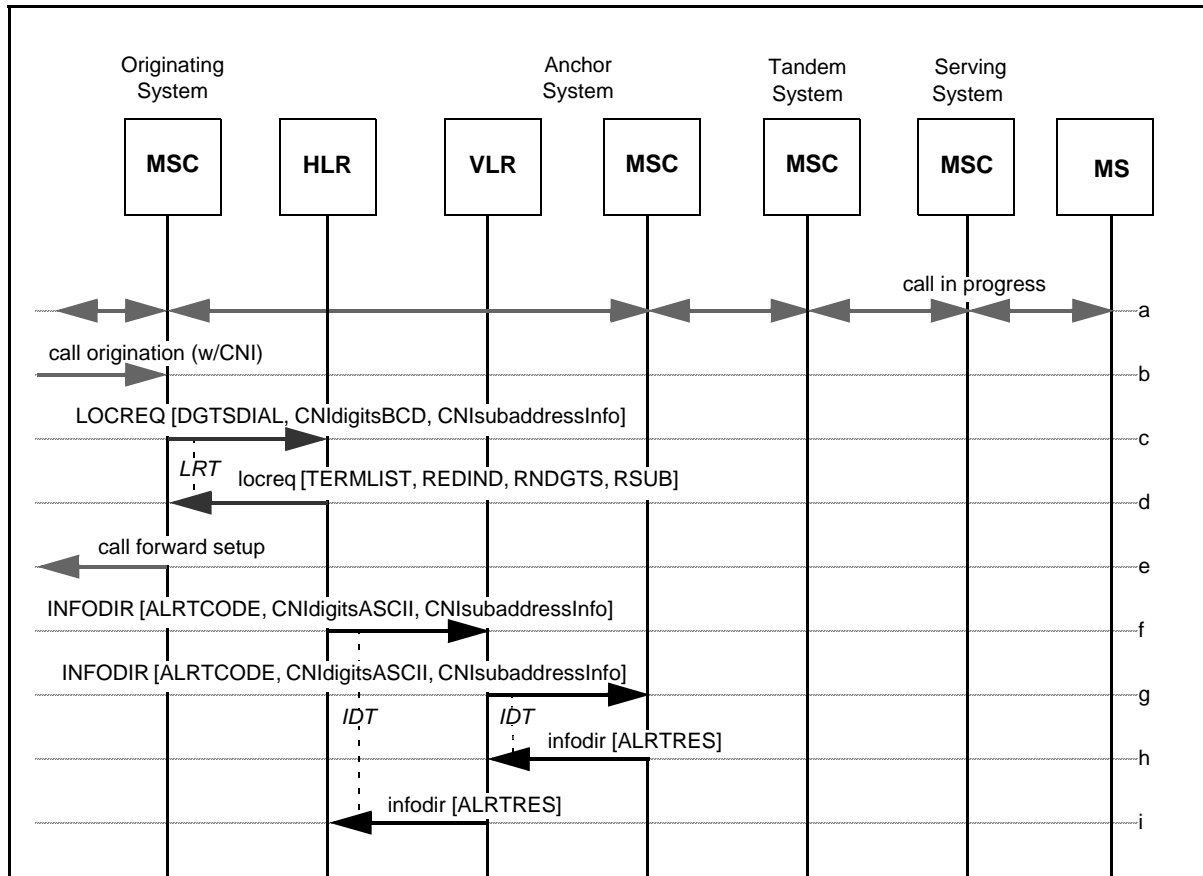 Originating
System
Anchor
System
Tandem
System
Serving
System
MSC
HLR
VLR
MSC
MSC
MSC
MS
call in progress
a
call origination (w/CNI)
b
LOCREQ [DGTSDIAL, CNIdigitsBCD, CNIsubaddressInfo]
c
LRT
locreq [TERMLIST, REDIND, RNDGTS, RSUB]
d
call forward setup
e
INFODIR [ALRTCODE, CNIdigitsASCII, CNIsubaddressInfo]
f
INFODIR [ALRTCODE, CNIdigitsASCII, CNIsubaddressInfo]
g
IDT
IDT
infodir [ALRTRES]
h
infodir [ALRTRES]
i